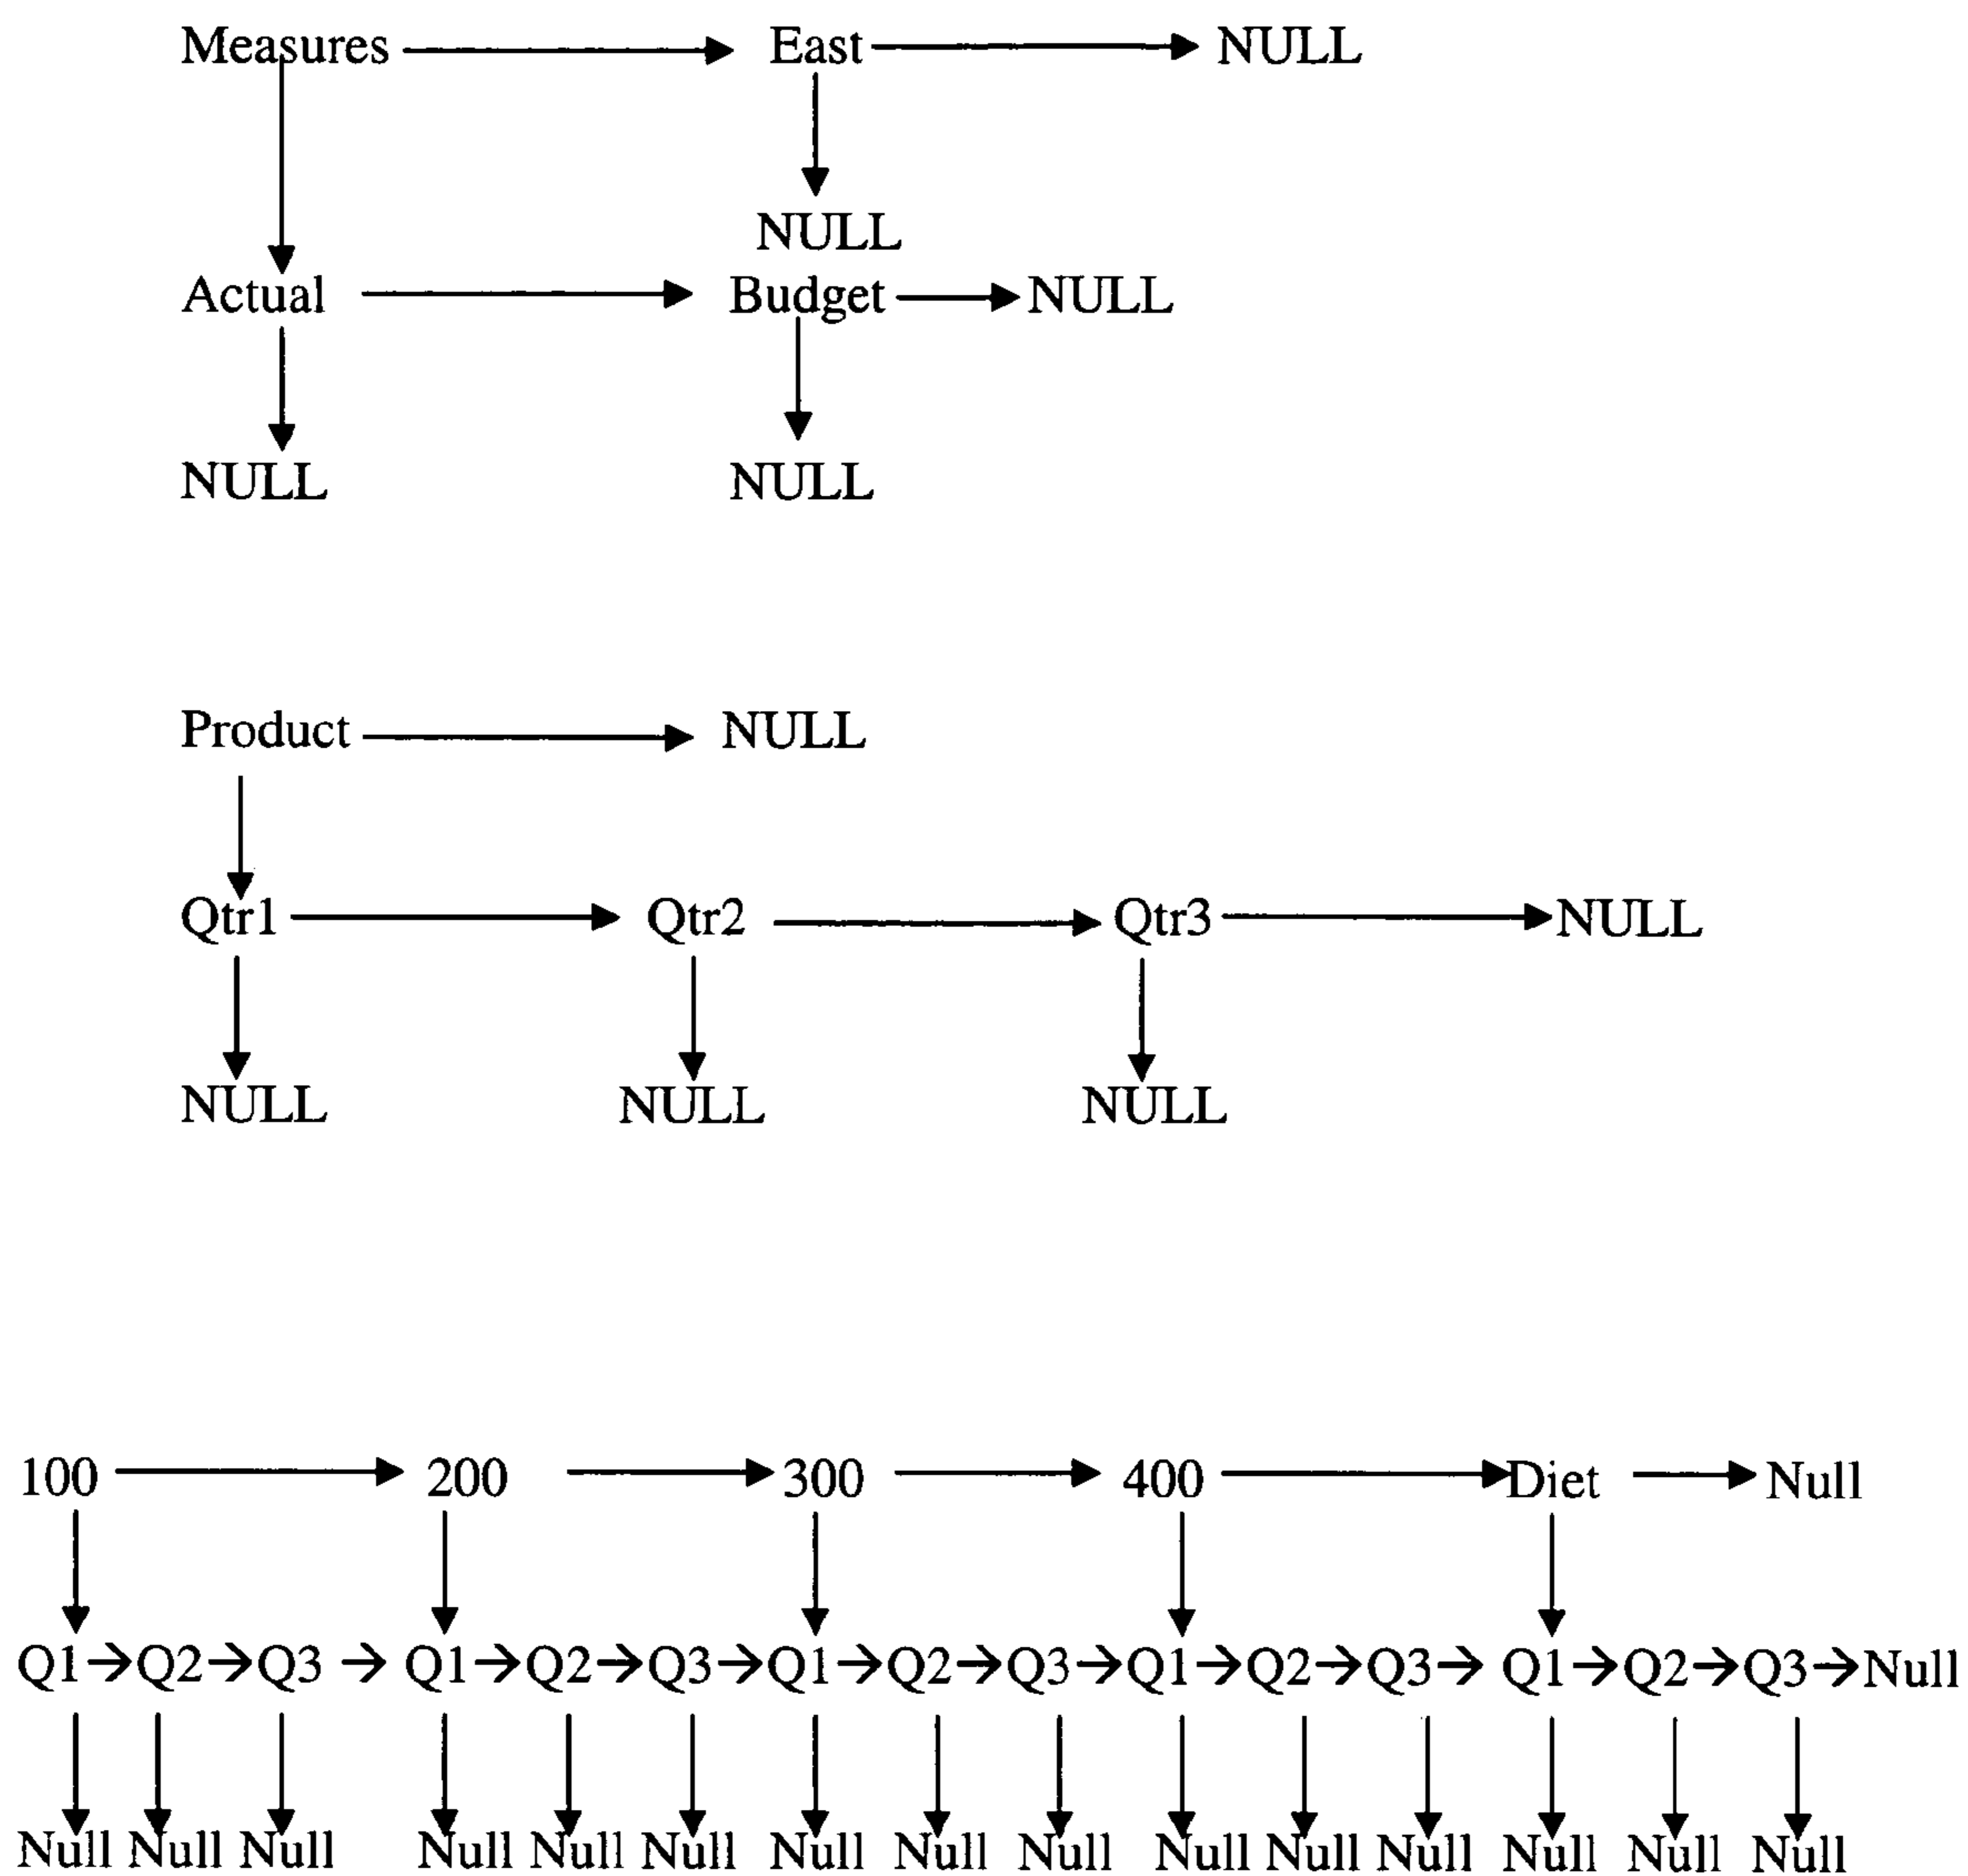 Measures East NULL
NULL
Actual Budget NULL
NULL NULL
Product NULL
Qtr1 Qtr2 Qtr3 NULL
NULL NULL NULL
100 200 300 400 Diet Null
Q1 → Q2 → Q3 → Q1 → Q2 → Q3 → Q1 → Q2 → Q3 → Q1 → Q2 → Q3 → Q1 → Q2 → Q3 → Null
Null Null Null Null Null Null Null Null Null Null Null Null Null Null Null